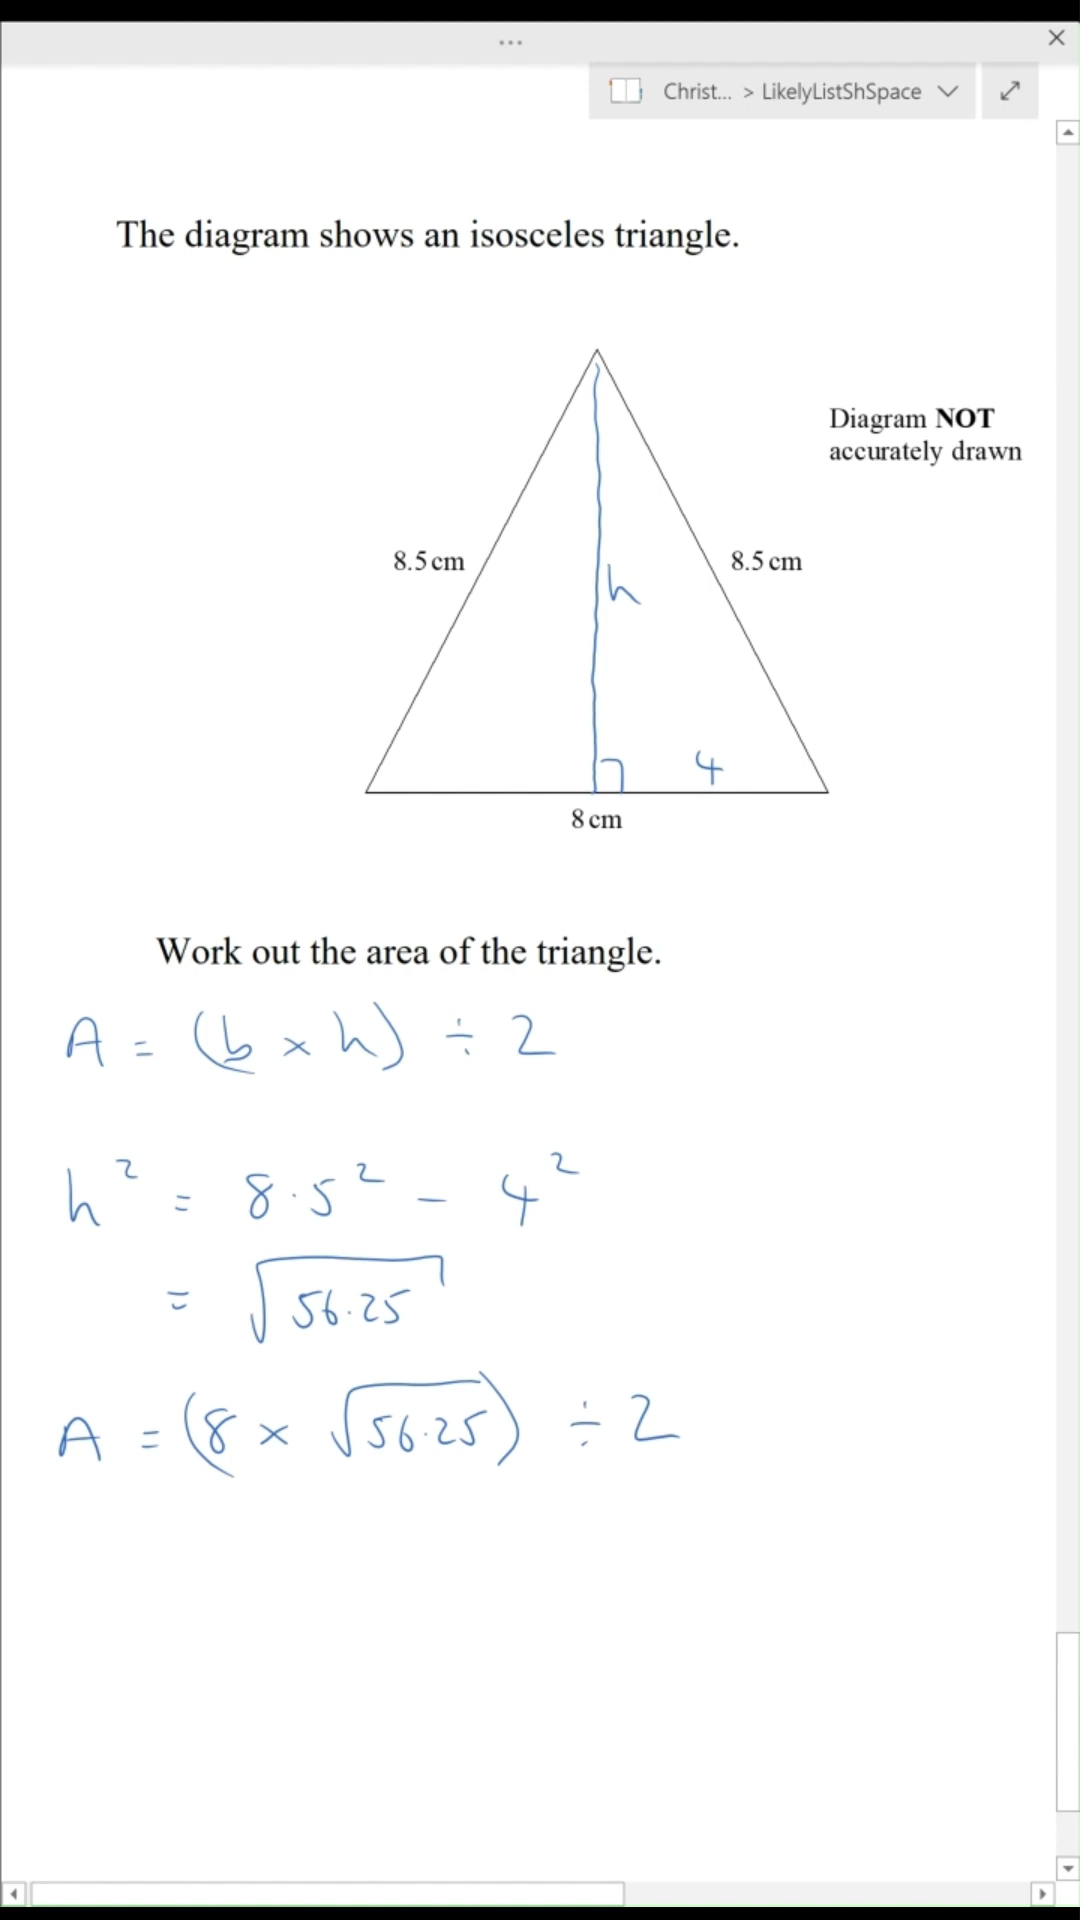 Christ... > LikelyListShSpace
The diagram shows an isosceles triangle.
Diagram NOT
accurately drawn
8.5 cm
8.5 cm
h
4
8 cm
Work out the area of the triangle.
A = (b × h) ÷ 2
h² = 8.5² − 4²
= √56.25
A = (8 × √56.25) ÷ 2